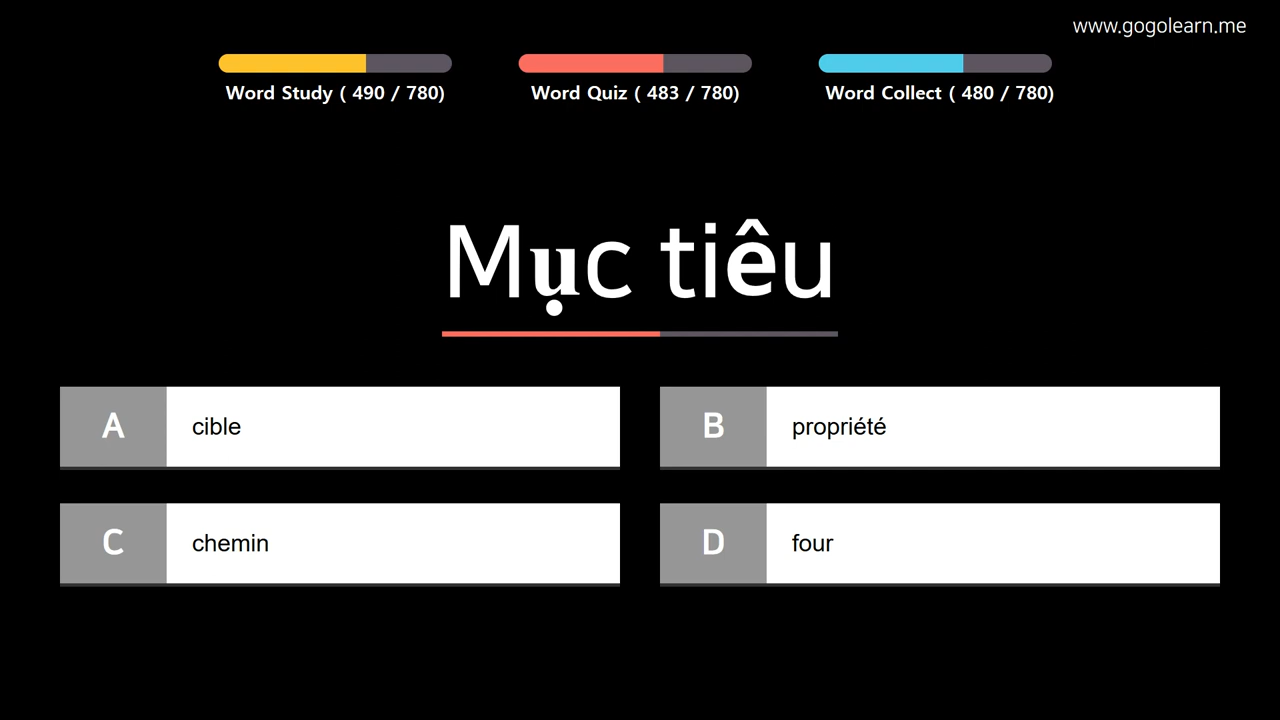 www.gogolearn.me
Word Study ( 490 / 780)
Word Quiz ( 483 / 780)
Word Collect ( 480 / 780)
Mục tiêu
A cible
B propriété
C chemin
D four